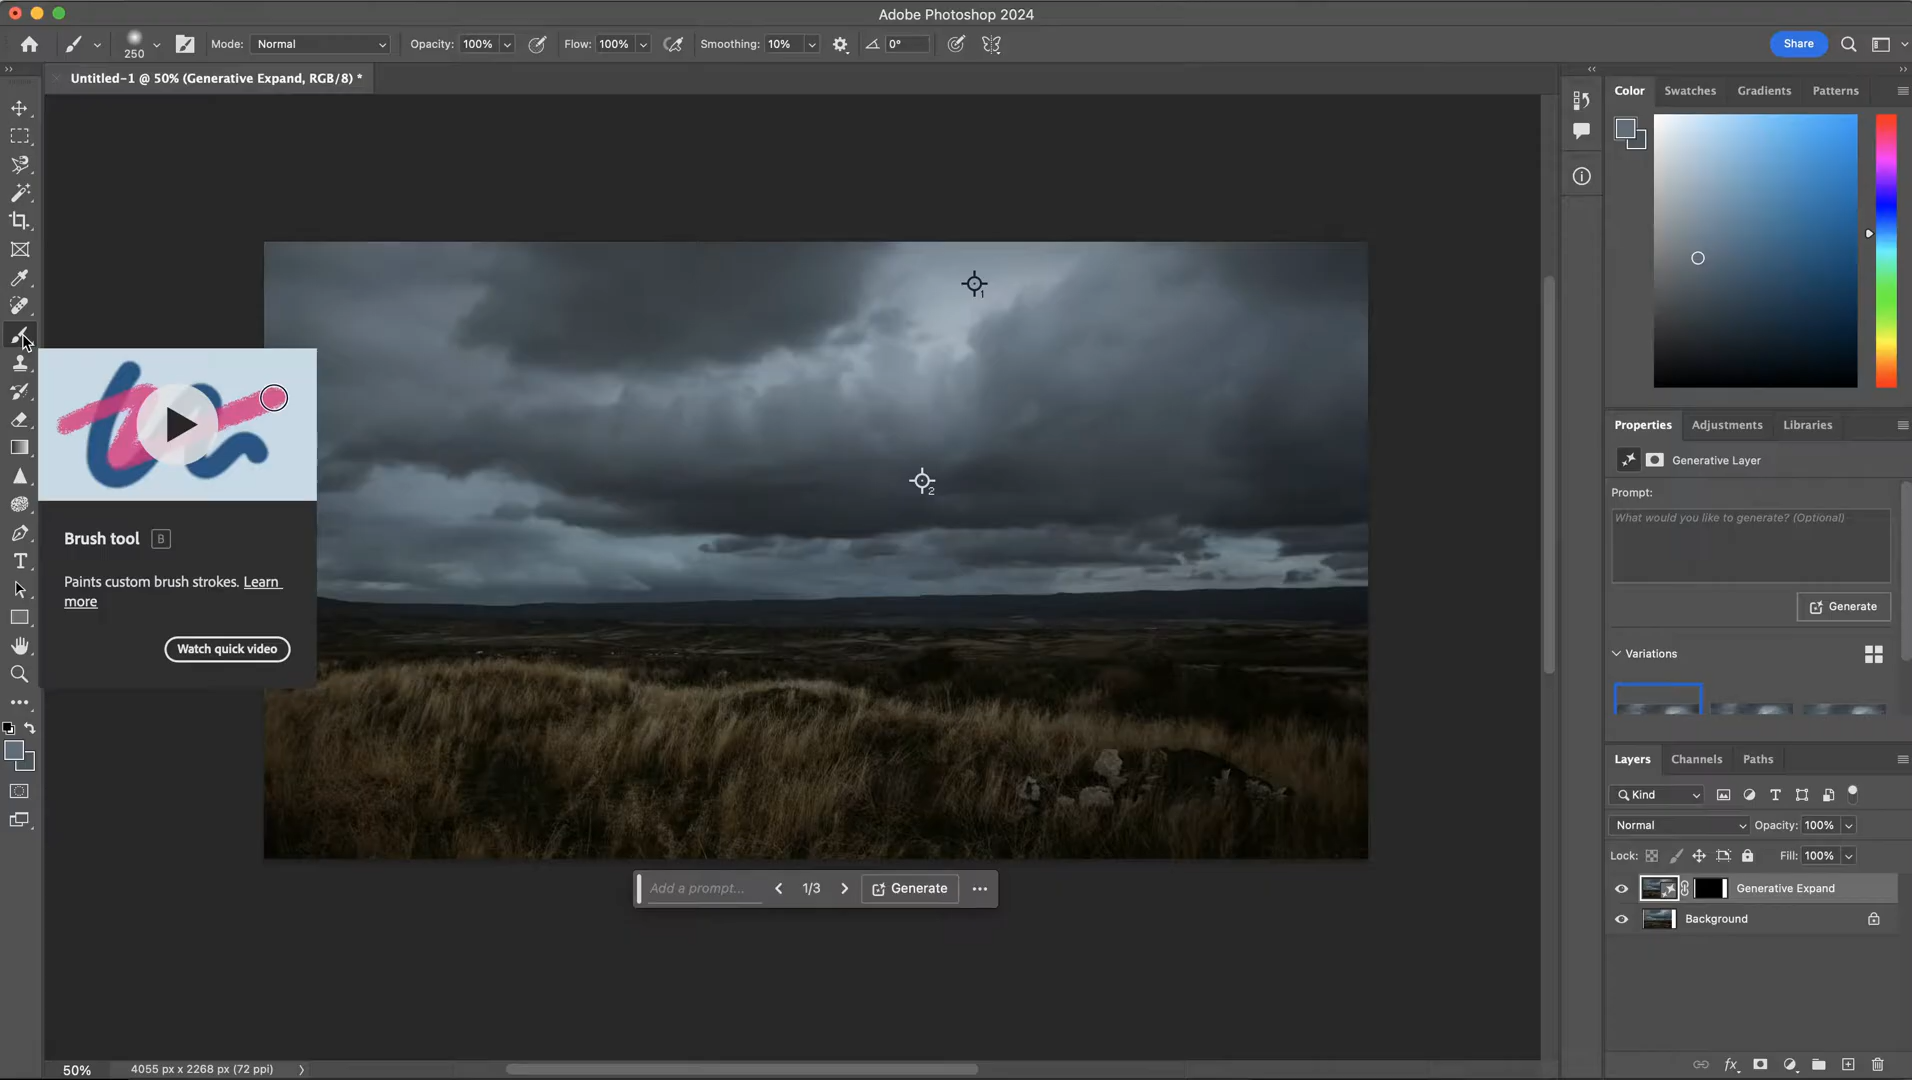 Adobe Photoshop 2024
250 Mode: Normal Opacity: 100% Flow: 100% Smoothing: 10% 0° Share
Untitled-1 @ 50% (Generative Expand, RGB/8) *
Color Swatches Gradients Patterns
1
2
Brush tool B
Paints custom brush strokes. Learn
more
Watch quick video
Properties Adjustments Libraries
Generative Layer
Prompt:
What would you like to generate? (Optional)
Generate
Variations
Layers Channels Paths
Kind
Normal Opacity: 100%
Lock: Fill: 100%
Generative Expand
Background
Add a prompt... 1/3 Generate
50% 4055 px x 2268 px (72 ppi)